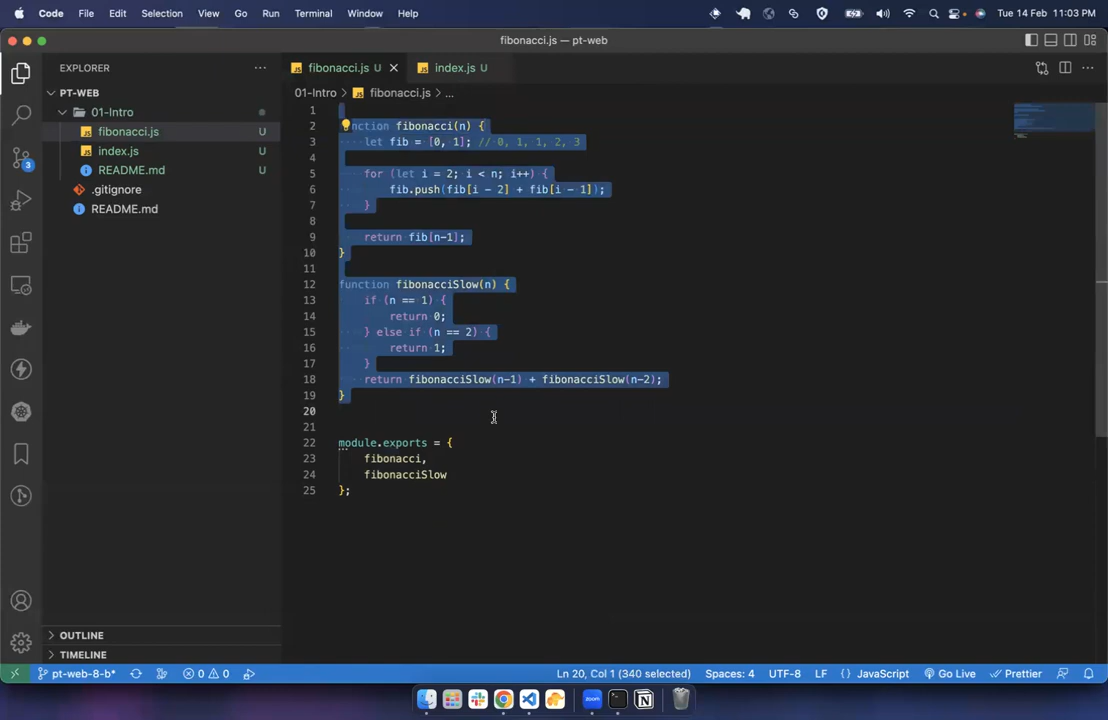 Code File Edit Selection View Go Run Terminal Window Help Tue 14 Feb 11:03 PM
fibonacci.js — pt-web
EXPLORER
PT-WEB
01-Intro
fibonacci.js U
index.js U
README.md U
.gitignore
README.md
OUTLINE
TIMELINE
3
fibonacci.js U
index.js U
01-Intro > fibonacci.js > ...
1
2 nction fibonacci(n) {
3 let fib = [0, 1]; // 0, 1, 1, 2, 3
4
5 for (let i = 2; i < n; i++) {
6 fib.push(fib[i - 2] + fib[i - 1]);
7 }
8
9 return fib[n-1];
10 }
11
12 function fibonacciSlow(n) {
13 if (n == 1) {
14 return 0;
15 } else if (n == 2) {
16 return 1;
17 }
18 return fibonacciSlow(n-1) + fibonacciSlow(n-2);
19 }
20
21
22 module.exports = {
23 fibonacci,
24 fibonacciSlow
25 };
pt-web-8-b* 0 0 Ln 20, Col 1 (340 selected) Spaces: 4 UTF-8 LF {} JavaScript Go Live Prettier
zoom